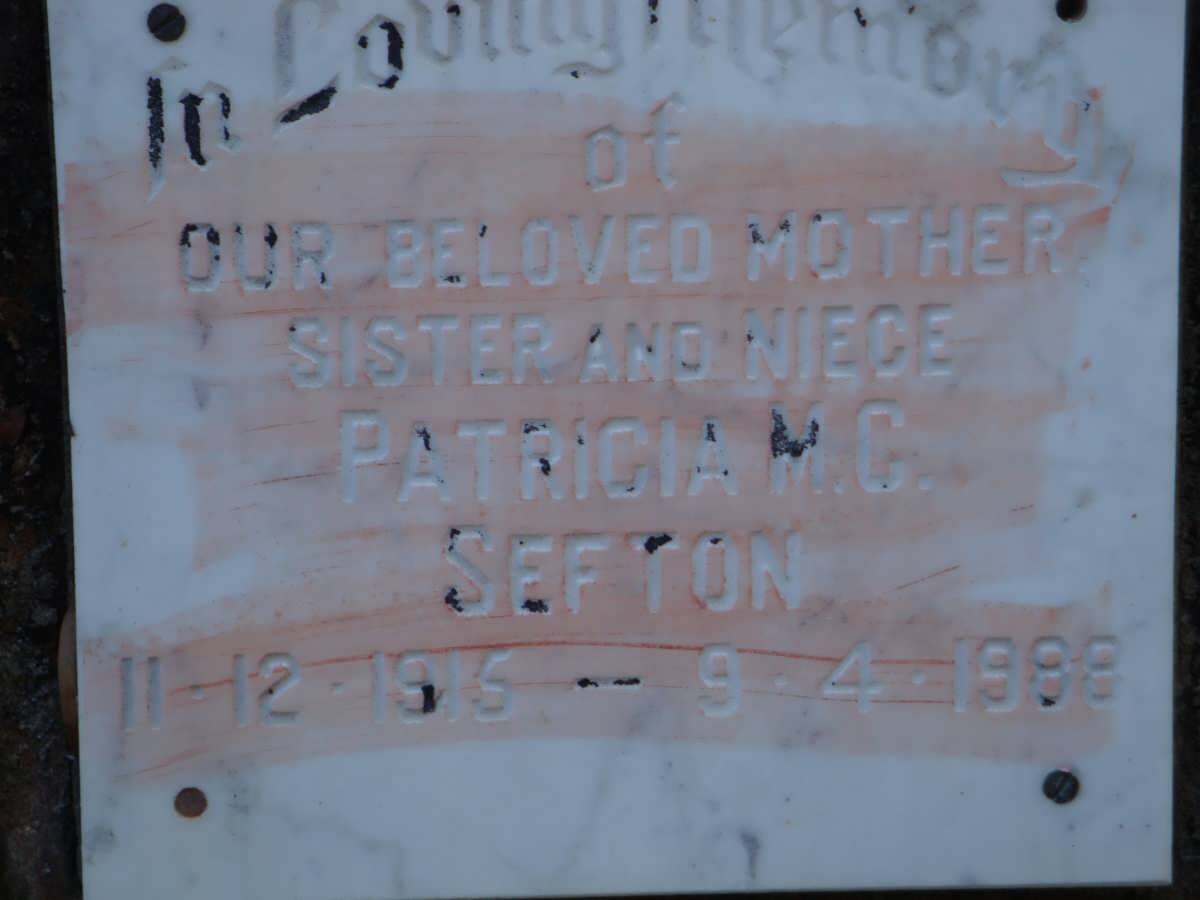 In Loving Memory
of
OUR BELOVED MOTHER,
SISTER AND NIECE
PATRICIA M.C.
SEFTON
11·12·1915 — 9·4·1988